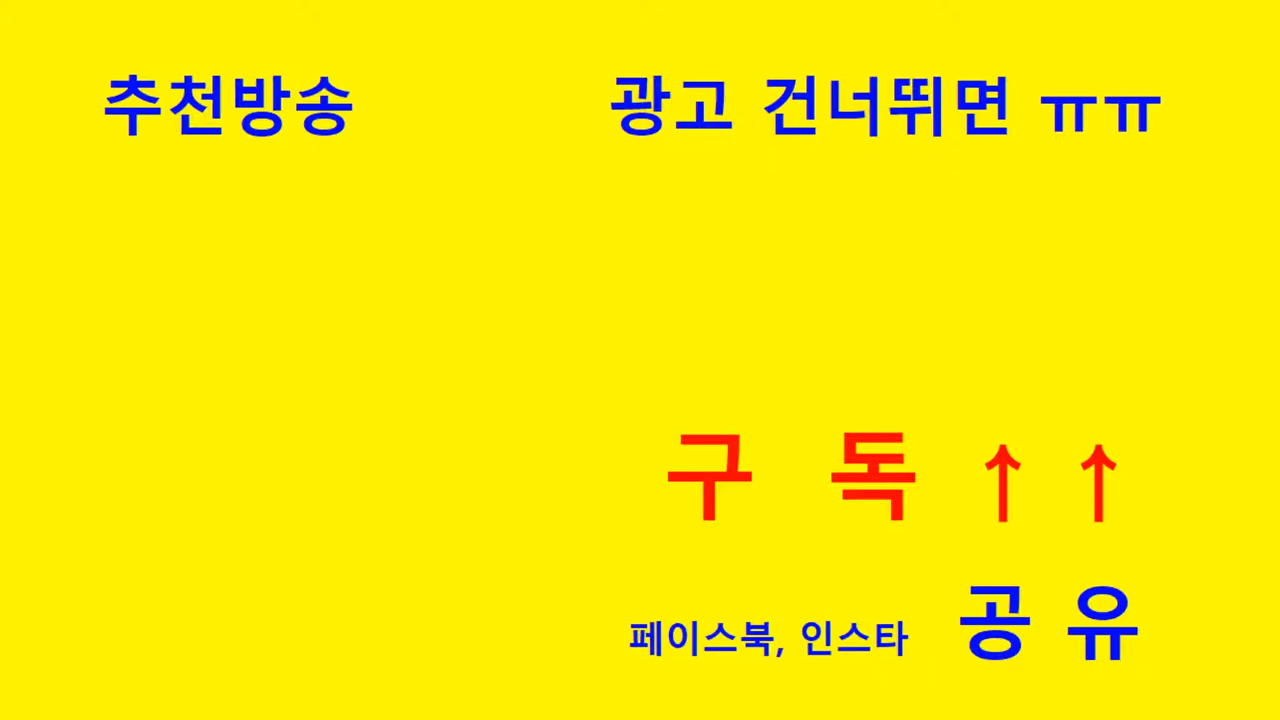 추천방송
광고 건너뛰면 ㅠㅠ
구 독 ↑ ↑
페이스북, 인스타 공 유